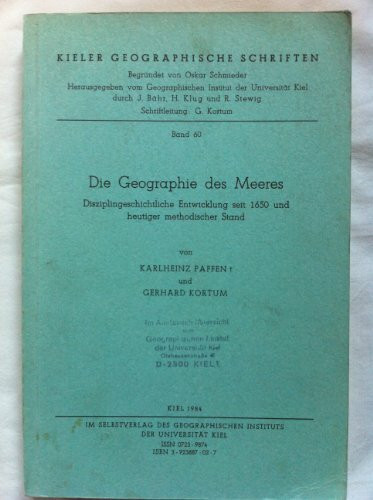 KIELER GEOGRAPHISCHE SCHRIFTEN
Begründet von Oskar Schmieder
Herausgegeben vom Geographischen Institut der Universität Kiel
durch J. Bähr, H. Klug und R. Stewig
Schriftleitung: G. Kortum
Band 60
Die Geographie des Meeres
Disziplingeschichtliche Entwicklung seit 1650 und
heutiger methodischer Stand
von
KARLHEINZ PAFFEN †
und
GERHARD KORTUM
Geographischen Institut
der Universität Kiel
D-2300 KIEL 1
KIEL 1984
IM SELBSTVERLAG DES GEOGRAPHISCHEN INSTITUTS
DER UNIVERSITÄT KIEL
ISSN 0723-9874
ISBN 3-923887-02-7